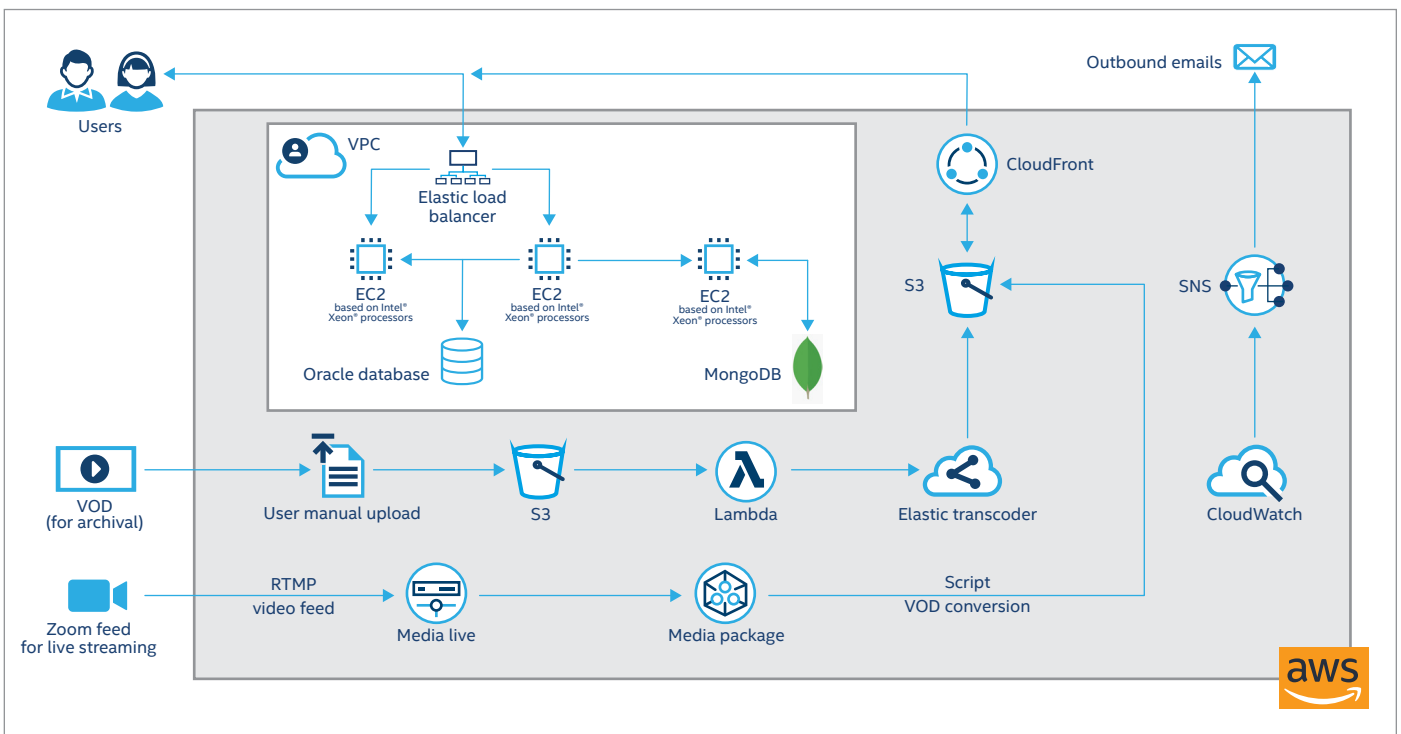 Outbound emails
Users
VPC
CloudFront
Elastic load
balancer
S3
SNS
EC2
based on Intel®
Xeon® processors
EC2
based on Intel®
Xeon® processors
EC2
based on Intel®
Xeon® processors
Oracle database
MongoDB
VOD
(for archival)
User manual upload
S3
Lambda
Elastic transcoder
CloudWatch
RTMP
video feed
Script
VOD conversion
Zoom feed
for live streaming
Media live
Media package
aws